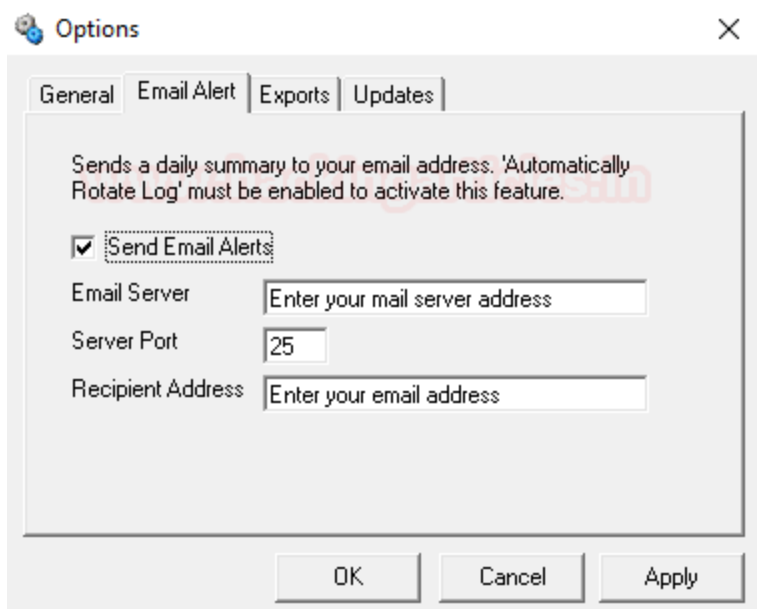 Options
General Email Alert Exports Updates
Sends a daily summary to your email address. 'Automatically
Rotate Log' must be enabled to activate this feature.
Send Email Alerts
Email Server Enter your mail server address
Server Port 25
Recipient Address Enter your email address
OK Cancel Apply